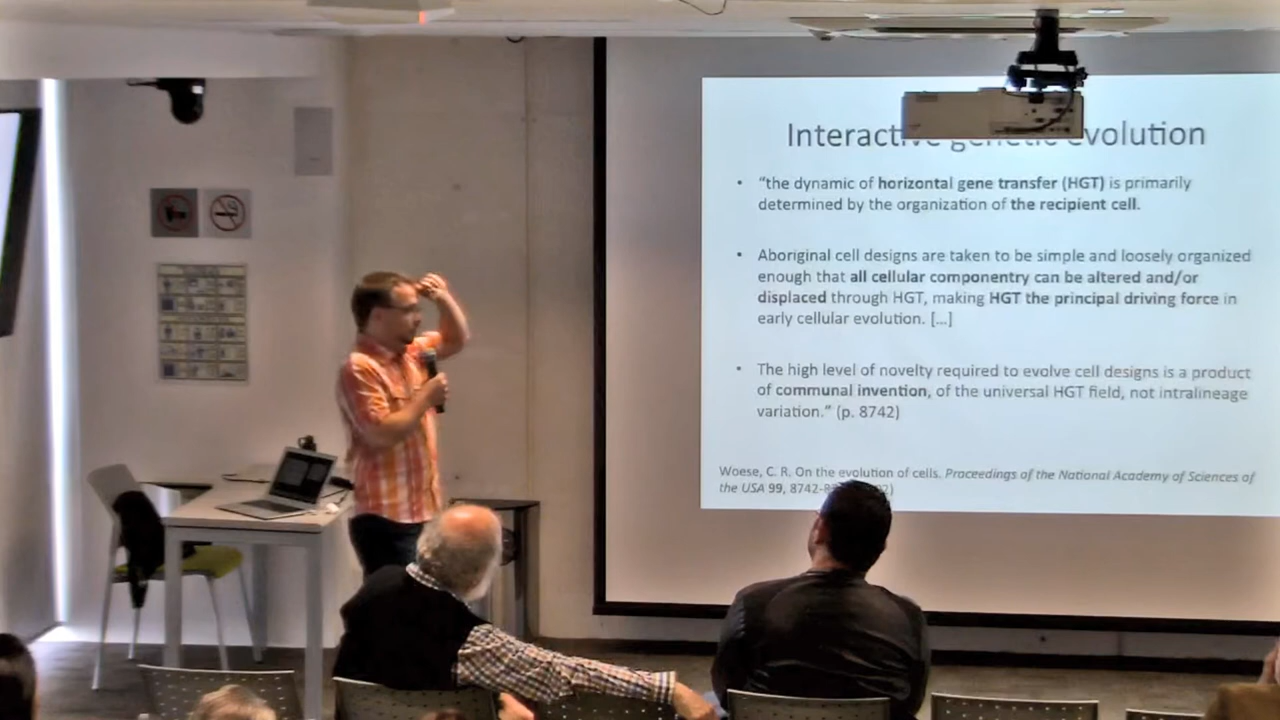 Interactive genetic evolution
• “the dynamic of horizontal gene transfer (HGT) is primarily
determined by the organization of the recipient cell.
• Aboriginal cell designs are taken to be simple and loosely organized
enough that all cellular componentry can be altered and/or
displaced through HGT, making HGT the principal driving force in
early cellular evolution. [...]
• The high level of novelty required to evolve cell designs is a product
of communal invention, of the universal HGT field, not intralineage
variation.” (p. 8742)
Woese, C. R. On the evolution of cells. Proceedings of the National Academy of Sciences of
the USA 99, 8742-